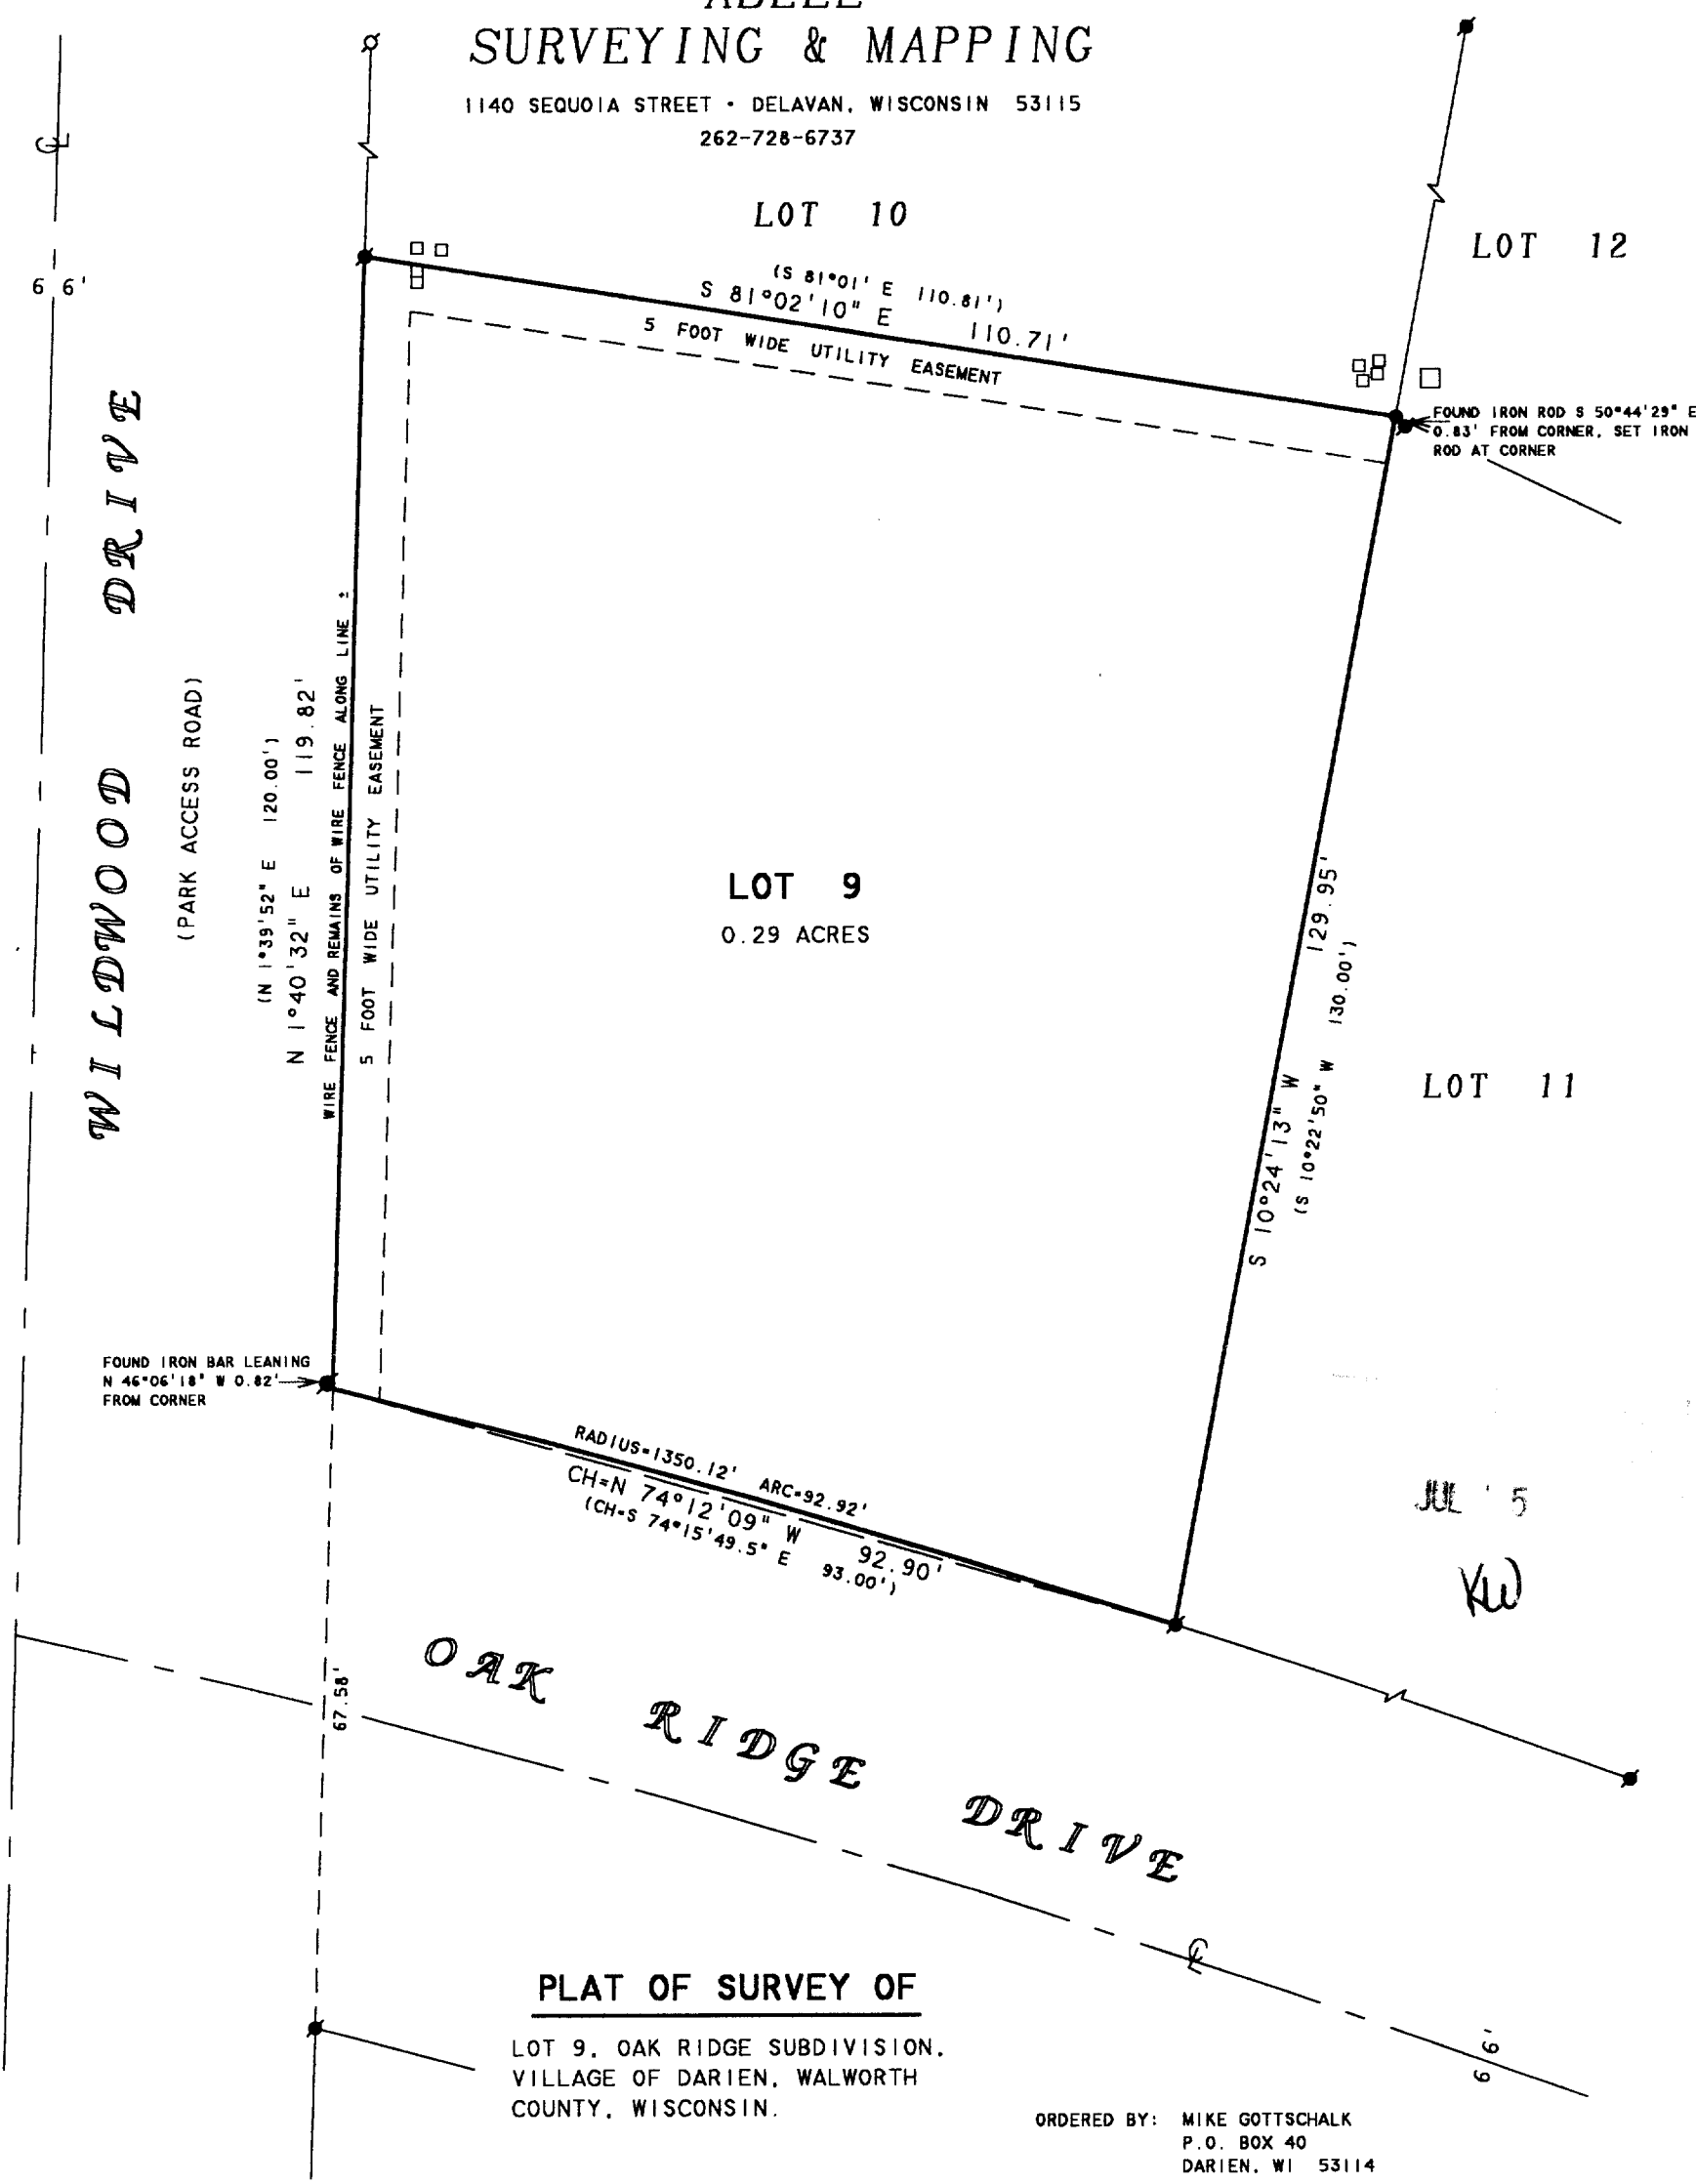 SURVEYING & MAPPING
1140 SEQUOIA STREET • DELAVAN, WISCONSIN 53115
262-728-6737
LOT 10
LOT 12
66'
(S 81°01' E 110.81')
S 81°02'10" E 110.71'
5 FOOT WIDE UTILITY EASEMENT
FOUND IRON ROD S 50°44'29" E
0.83' FROM CORNER, SET IRON
ROD AT CORNER
WILDWOOD DRIVE
(PARK ACCESS ROAD)
(N 1°39'52" E 120.00')
N 1°40'32" E 119.82'
WIRE FENCE AND REMAINS OF WIRE FENCE ALONG LINE ±
5 FOOT WIDE UTILITY EASEMENT
LOT 9
0.29 ACRES
S 10°24'13" W 129.95'
(S 10°22'50" W 130.00')
LOT 11
FOUND IRON BAR LEANING
N 46°06'18" W 0.82'
FROM CORNER
RADIUS=1350.12' ARC=92.92'
CH=N 74°12'09" W 92.90'
(CH=S 74°15'49.5" E 93.00')
JUL 5
KW
67.58'
OAK RIDGE DRIVE
66'
PLAT OF SURVEY OF
LOT 9, OAK RIDGE SUBDIVISION,
VILLAGE OF DARIEN, WALWORTH
COUNTY, WISCONSIN.
ORDERED BY: MIKE GOTTSCHALK
P.O. BOX 40
DARIEN, WI 53114